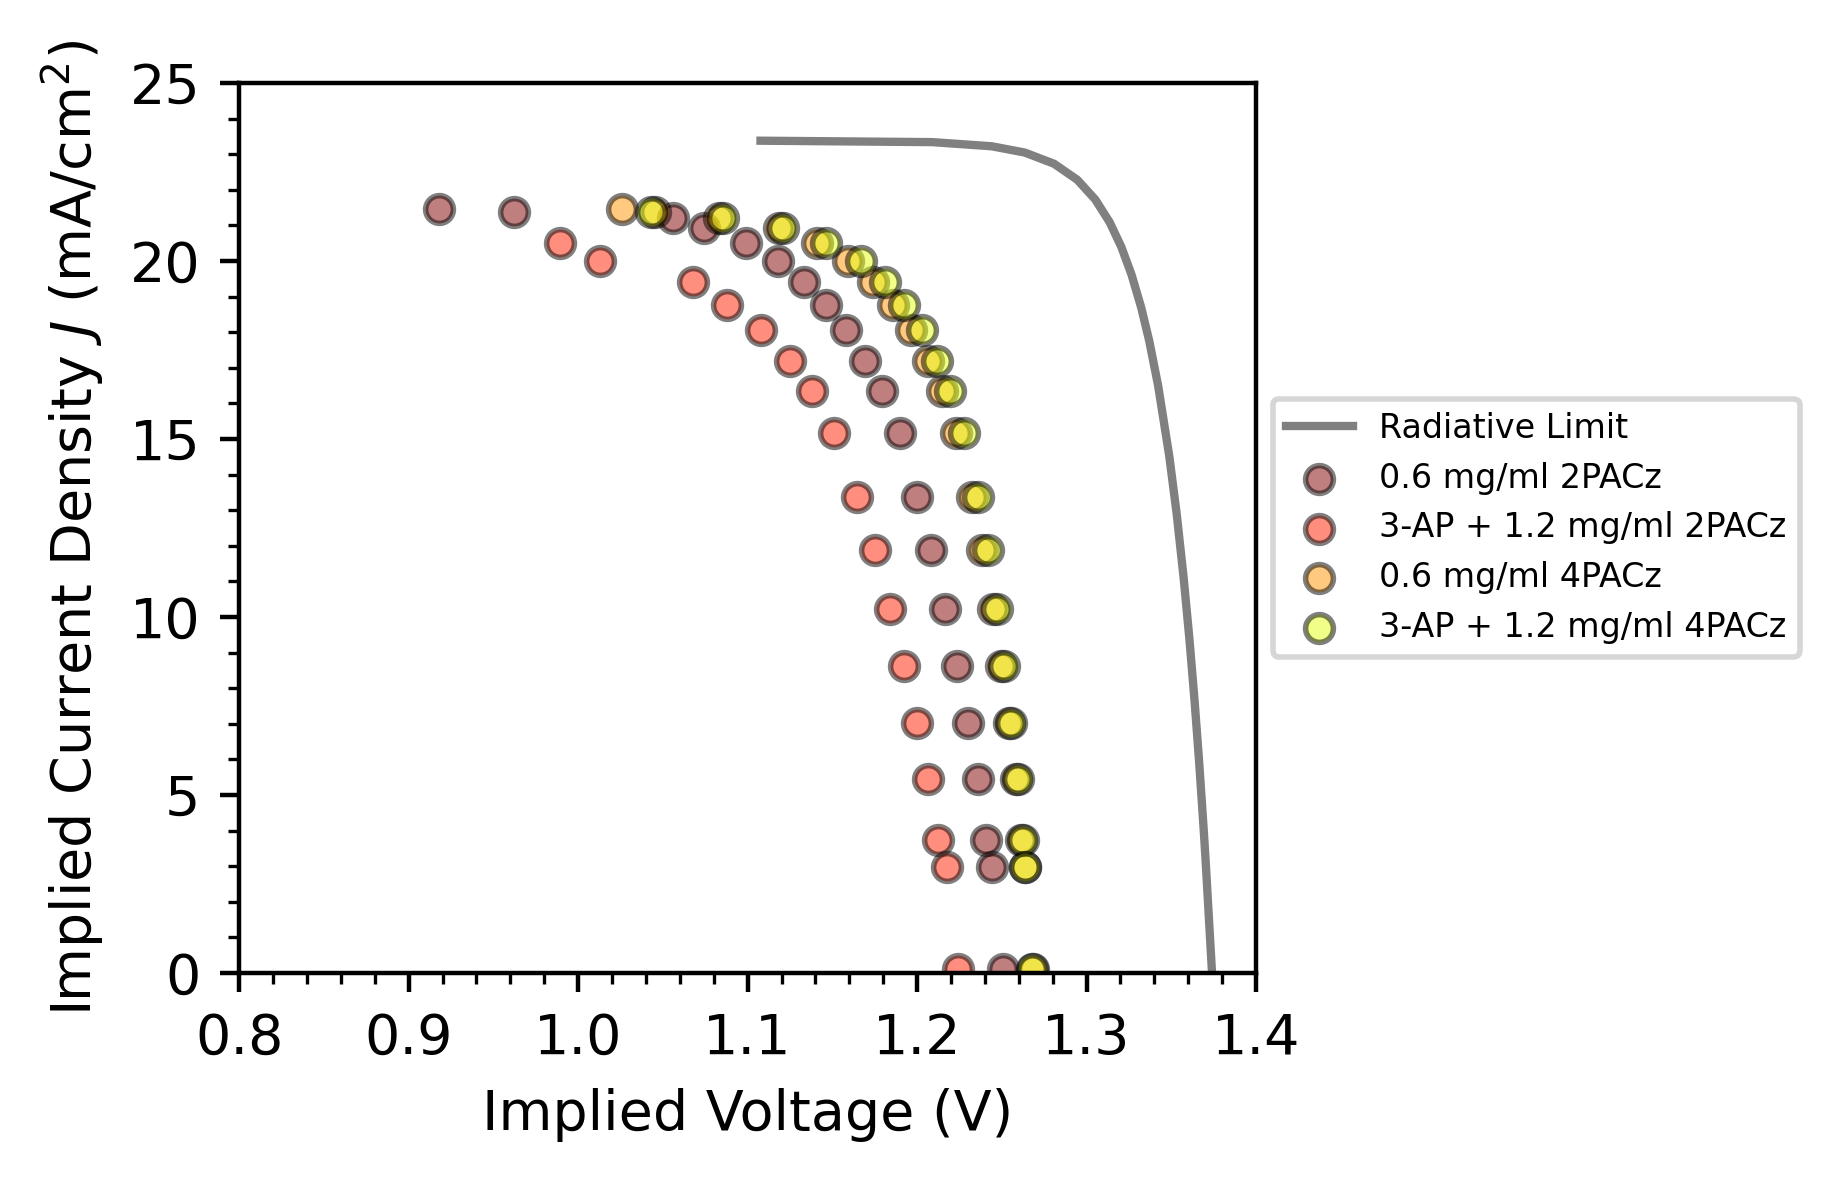 Implied Current Density J (mA/cm²)
25
20
15
10
5
0
0.8 0.9 1.0 1.1 1.2 1.3 1.4
Implied Voltage (V)
Radiative Limit
0.6 mg/ml 2PACz
3-AP + 1.2 mg/ml 2PACz
0.6 mg/ml 4PACz
3-AP + 1.2 mg/ml 4PACz